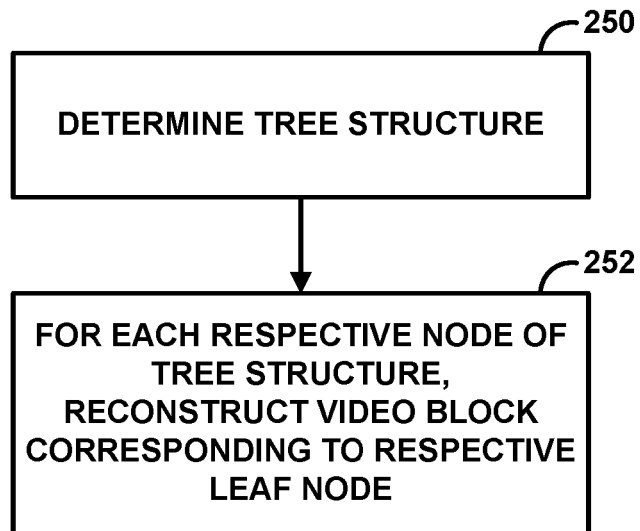 250
DETERMINE TREE STRUCTURE
252
FOR EACH RESPECTIVE NODE OF
TREE STRUCTURE,
RECONSTRUCT VIDEO BLOCK
CORRESPONDING TO RESPECTIVE
LEAF NODE